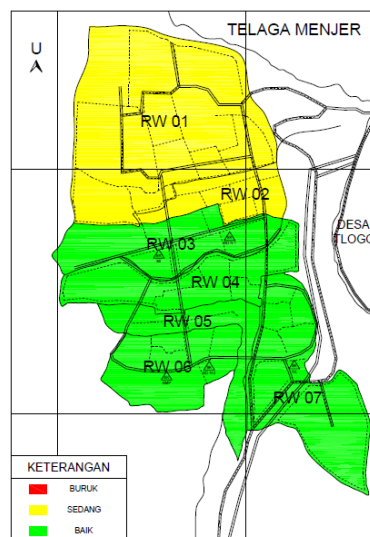 TELAGA MENJER
U
RW 01
RW 02
DESA
TLOGO
RW 03
RW 04
RW 05
RW 06
RW 07
KETERANGAN
BURUK
SEDANG
BAIK